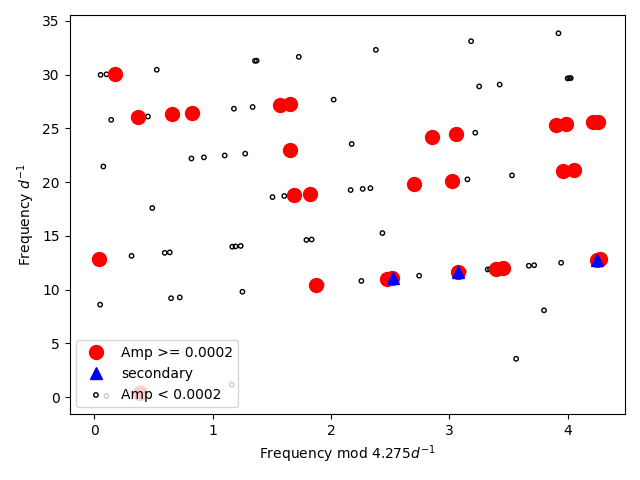 35
30
25
20
15
10
5
0
Frequency $d^{-1}$
Amp >= 0.0002
secondary
Amp < 0.0002
0 1 2 3 4
Frequency mod 4.275$d^{-1}$